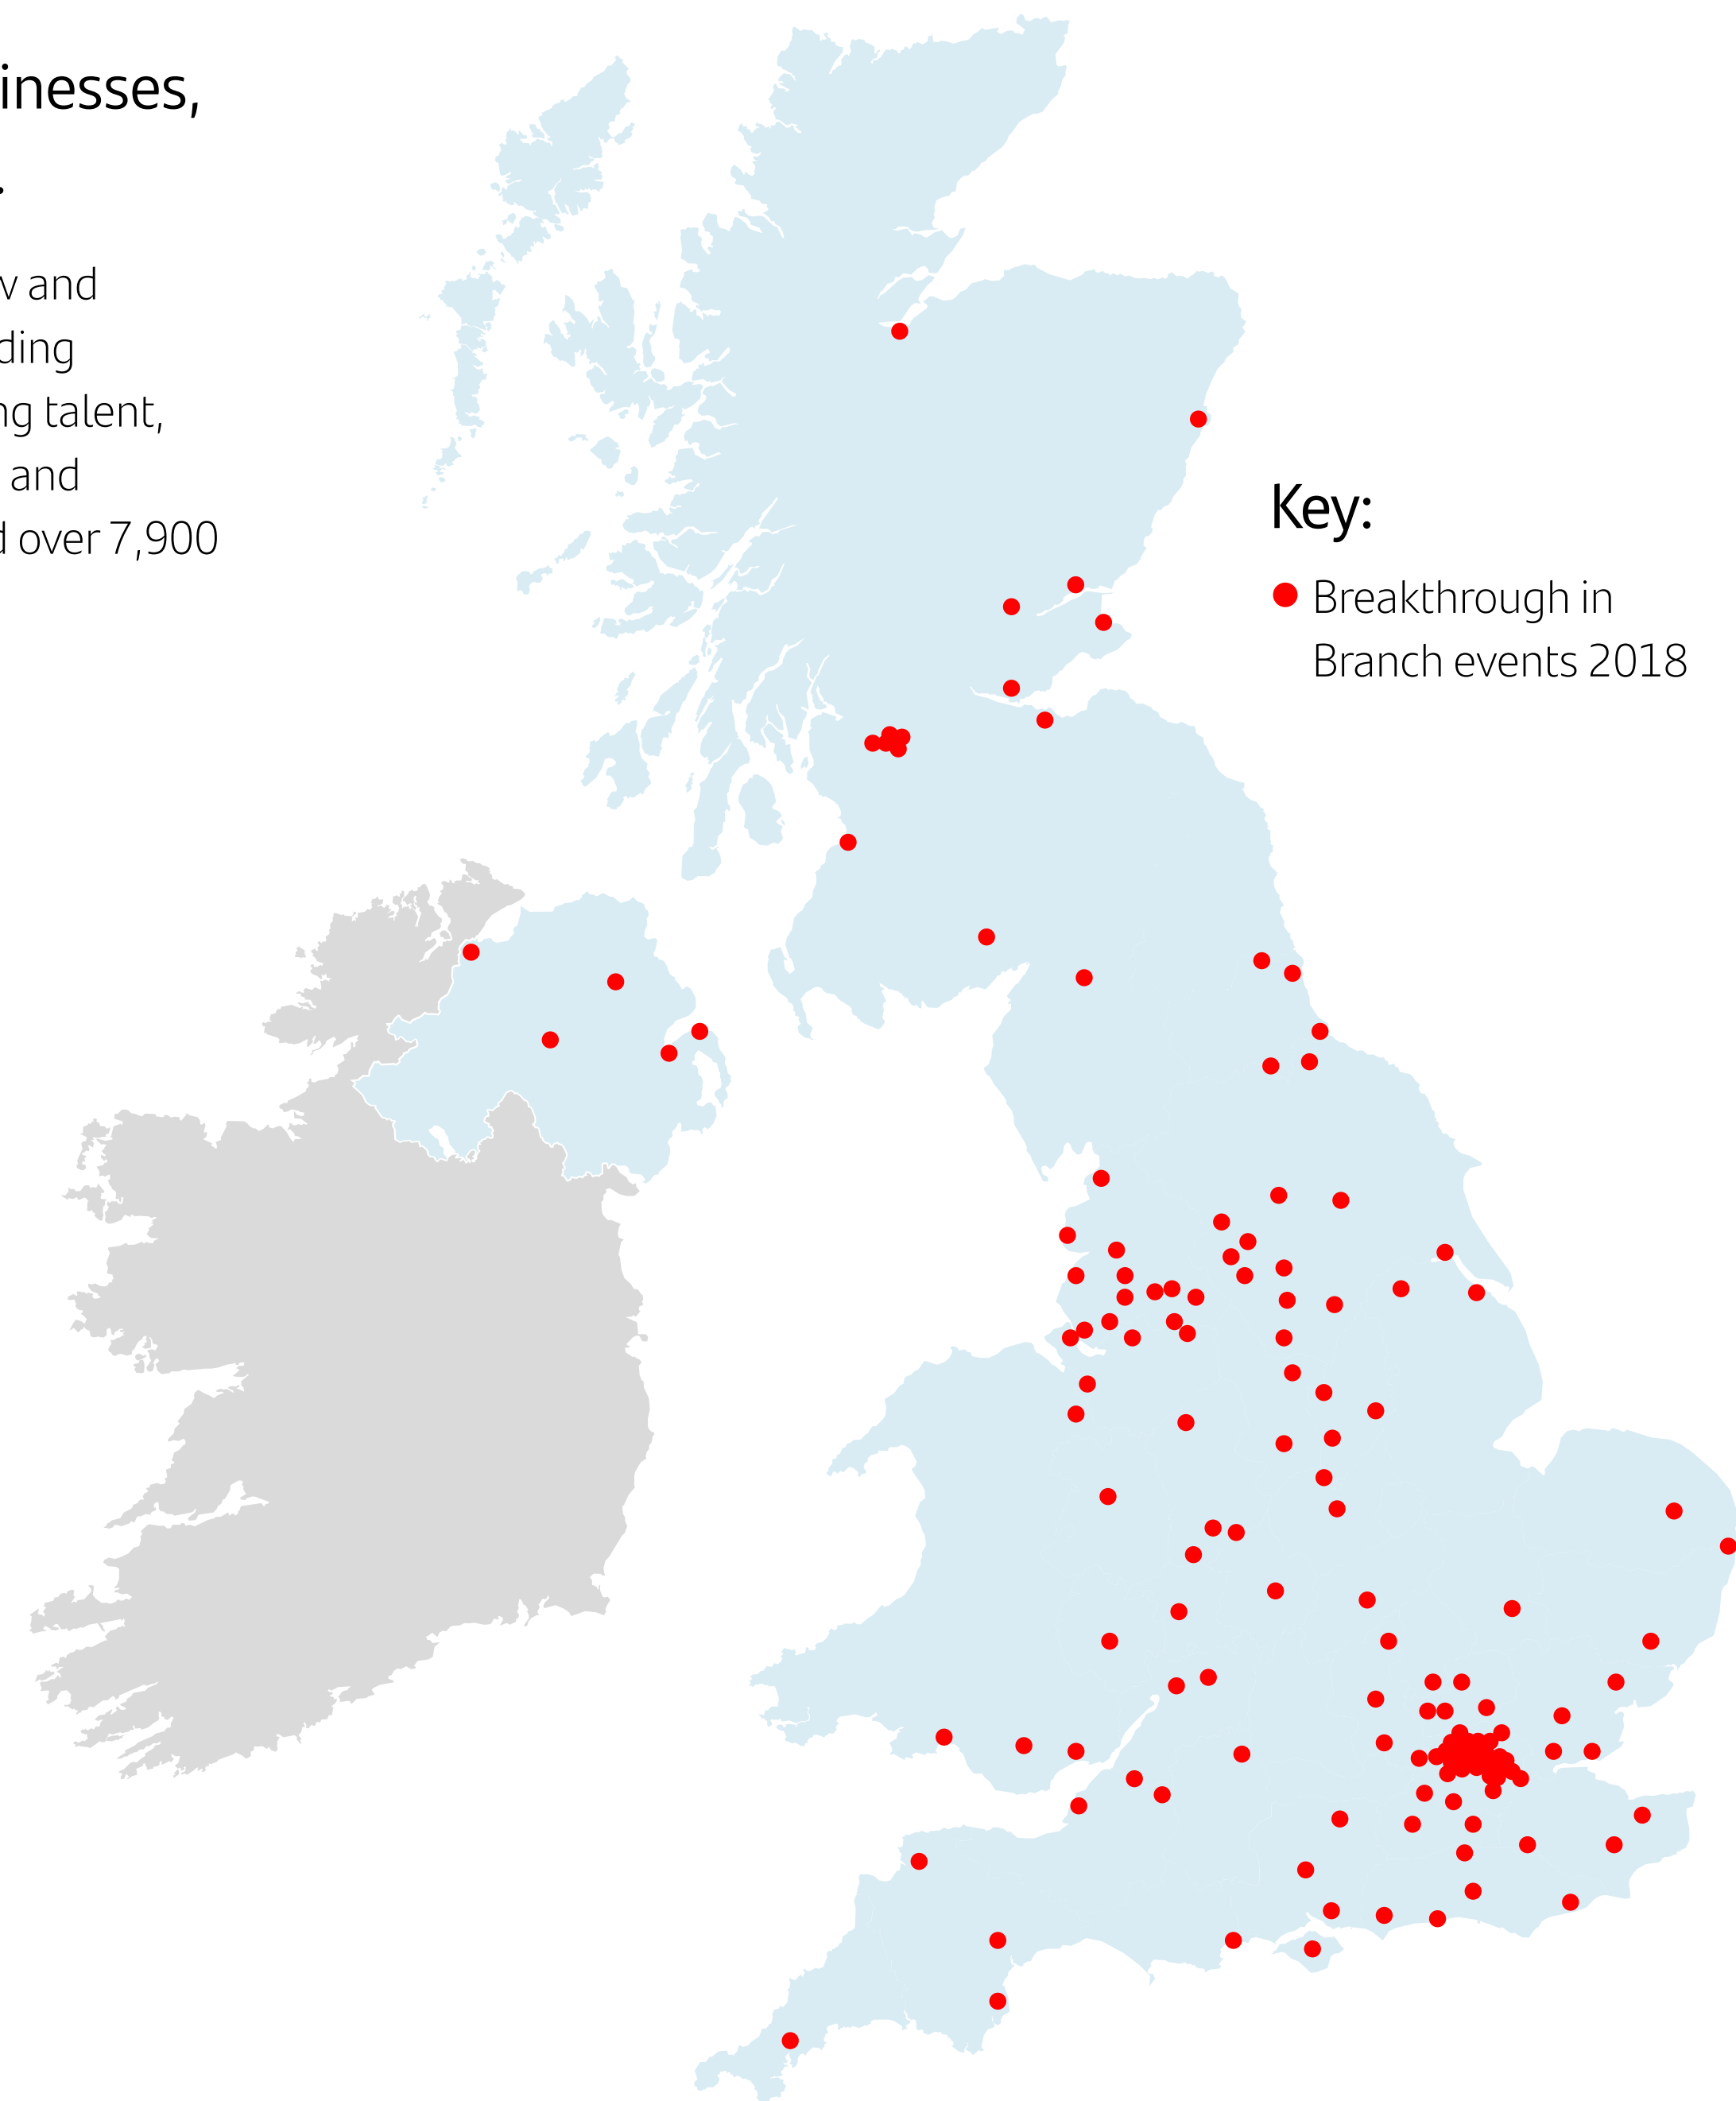 inesses,
.
v and
ding
ng talent,
and
d over 7,900
Key:
Breakthrough in
Branch events 2018